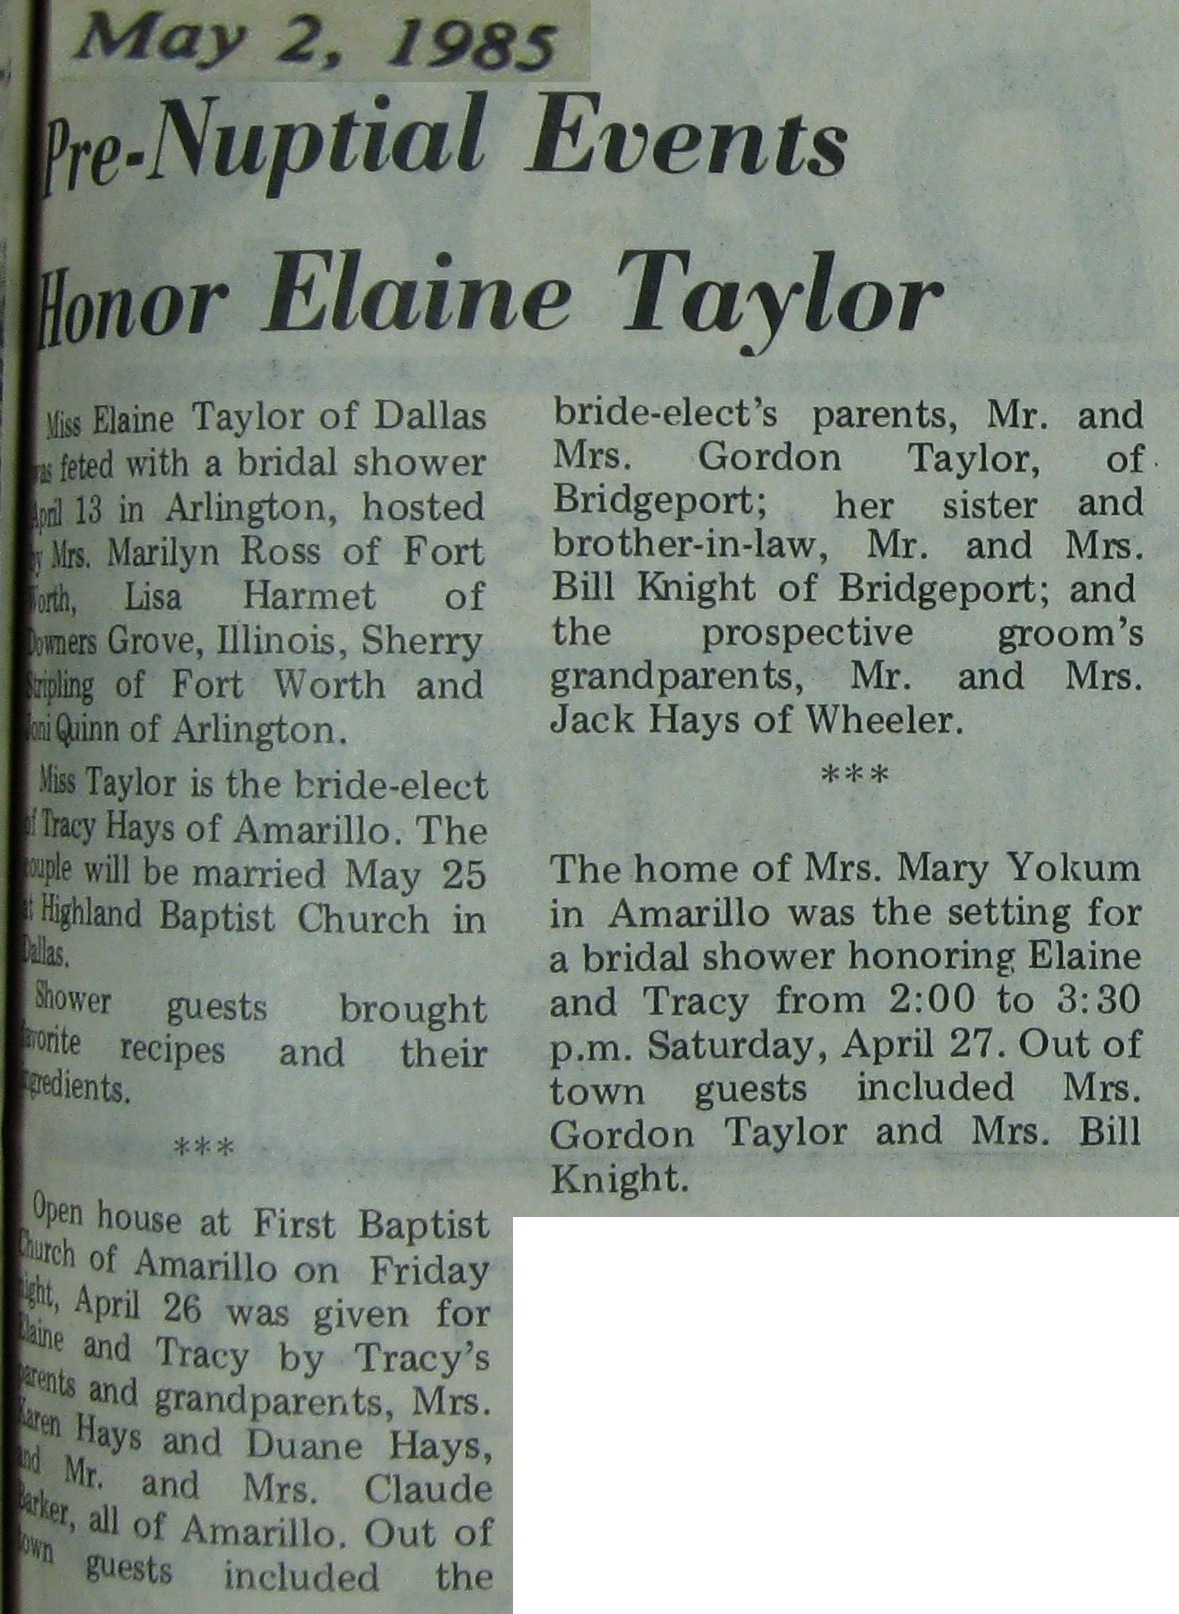 May 2, 1985
Pre-Nuptial Events
Honor Elaine Taylor
Miss Elaine Taylor of Dallas
was feted with a bridal shower
April 13 in Arlington, hosted
by Mrs. Marilyn Ross of Fort
Worth, Lisa Harmet of
Downers Grove, Illinois, Sherry
Stripling of Fort Worth and
Joni Quinn of Arlington.
Miss Taylor is the bride-elect
of Tracy Hays of Amarillo. The
couple will be married May 25
at Highland Baptist Church in
Dallas.
Shower guests brought
favorite recipes and their
ingredients.
***
Open house at First Baptist
Church of Amarillo on Friday
night, April 26 was given for
Elaine and Tracy by Tracy's
parents and grandparents, Mrs.
Karen Hays and Duane Hays,
and Mr. and Mrs. Claude
Barker, all of Amarillo. Out of
town guests included the
bride-elect's parents, Mr. and
Mrs. Gordon Taylor, of
Bridgeport; her sister and
brother-in-law, Mr. and Mrs.
Bill Knight of Bridgeport; and
the prospective groom's
grandparents, Mr. and Mrs.
Jack Hays of Wheeler.
***
The home of Mrs. Mary Yokum
in Amarillo was the setting for
a bridal shower honoring Elaine
and Tracy from 2:00 to 3:30
p.m. Saturday, April 27. Out of
town guests included Mrs.
Gordon Taylor and Mrs. Bill
Knight.